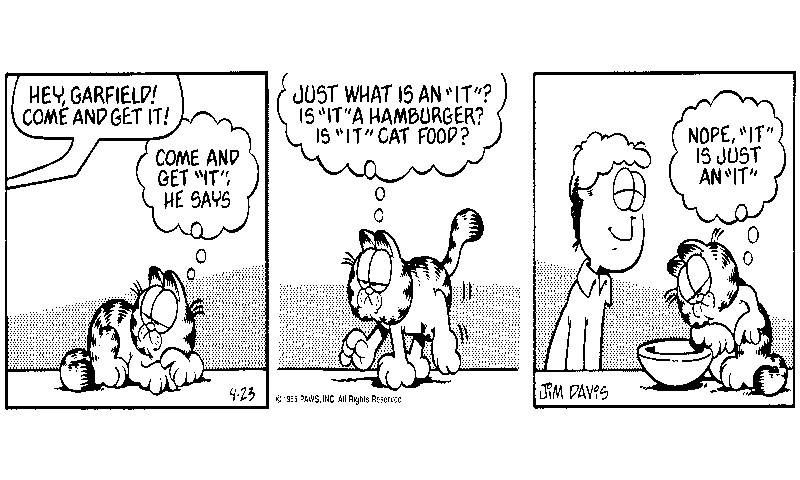 HEY, GARFIELD!
COME AND GET IT!
COME AND
GET "IT",
HE SAYS
4-23
JUST WHAT IS AN "IT"?
IS "IT" A HAMBURGER?
IS "IT" CAT FOOD?
PAWS, INC. All Rights Reserved
NOPE, "IT"
IS JUST
AN "IT"
JIM DAVIS